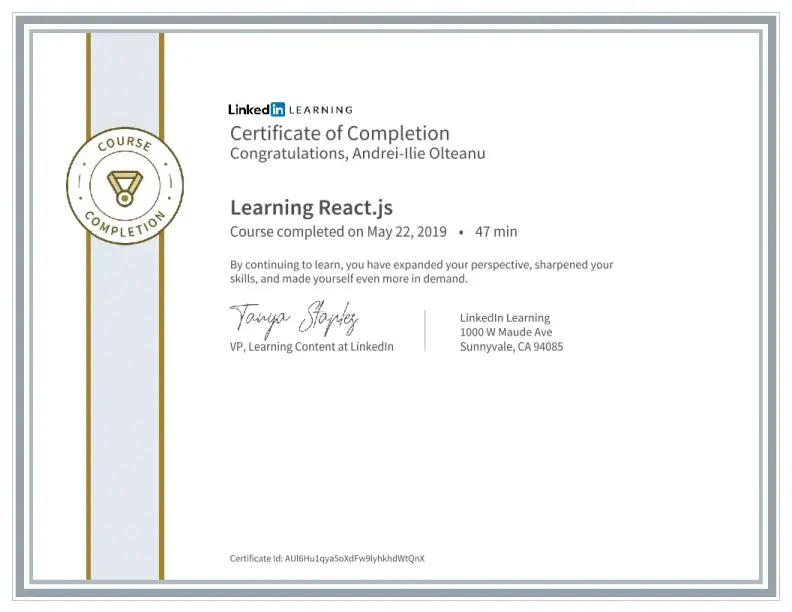 LinkedIn LEARNING
Certificate of Completion
Congratulations, Andrei-Ilie Olteanu
COURSE
COMPLETION
Learning React.js
Course completed on May 22, 2019 • 47 min
By continuing to learn, you have expanded your perspective, sharpened your
skills, and made yourself even more in demand.
Tanya Staples
VP, Learning Content at LinkedIn
LinkedIn Learning
1000 W Maude Ave
Sunnyvale, CA 94085
Certificate Id: AUl6Hu1qya5oXdFw9lyhkhdWtQnX